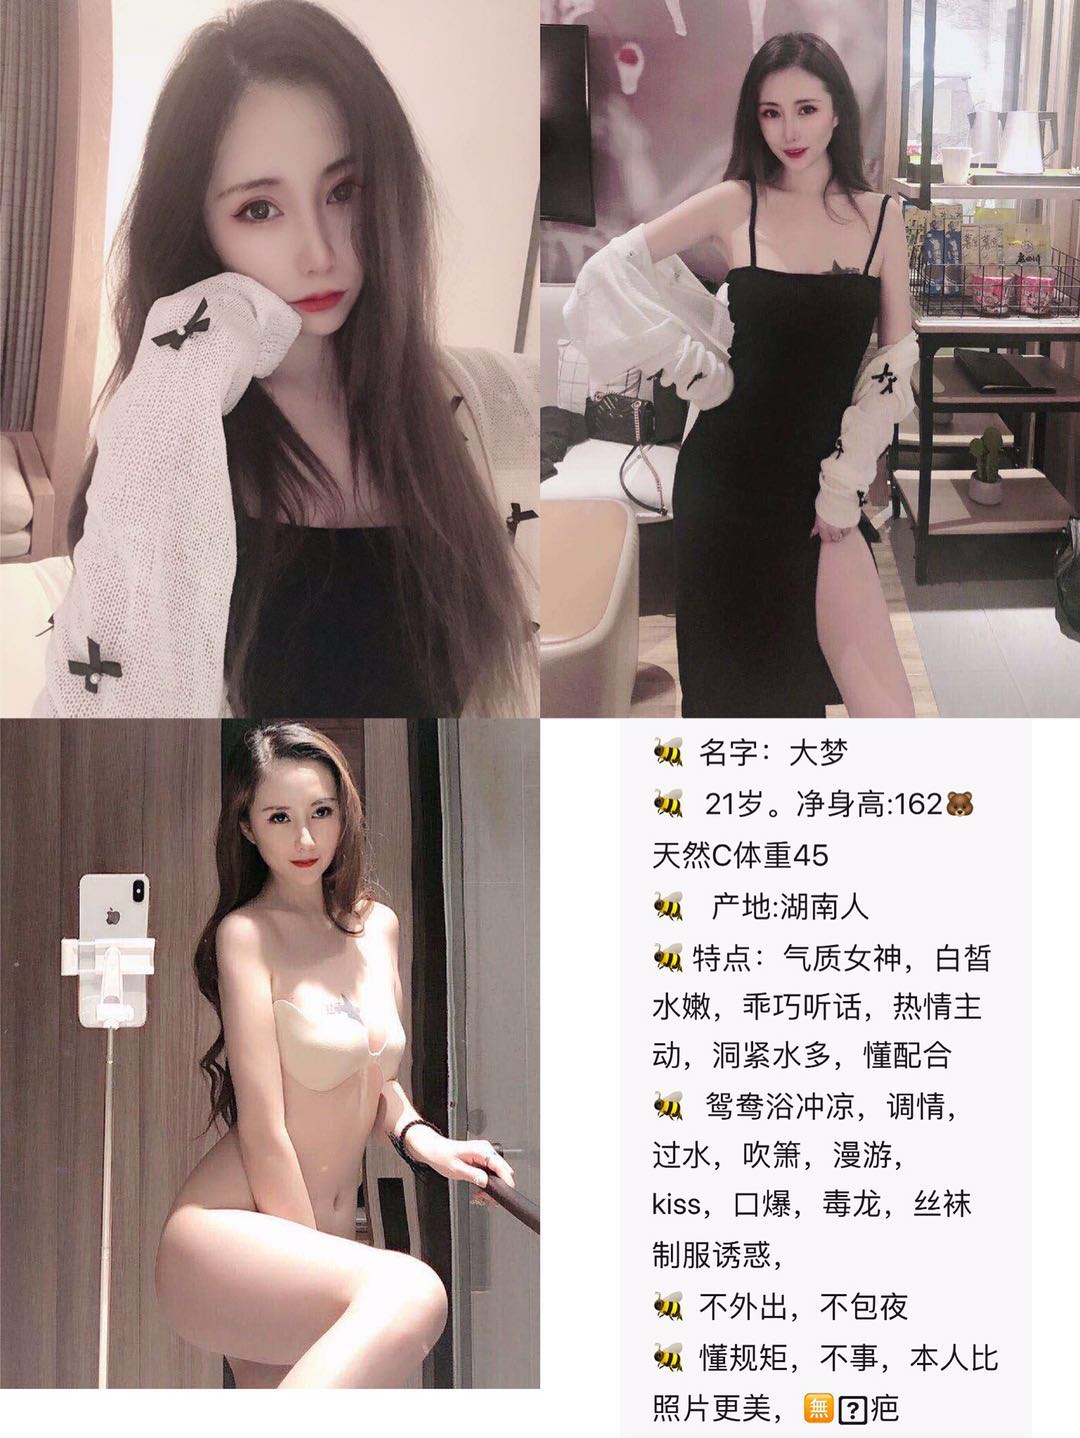 🐝 名字：大梦
🐝 21岁。净身高:162🐻
天然C体重45
🐝 产地:湖南人
🐝 特点：气质女神，白皙
水嫩，乖巧听话，热情主
动，洞紧水多，懂配合
🐝 鸳鸯浴冲凉，调情，
过水，吹箫，漫游，
kiss，口爆，毒龙，丝袜
制服诱惑，
🐝 不外出，不包夜
🐝 懂规矩，不事，本人比
照片更美，🈚️?疤